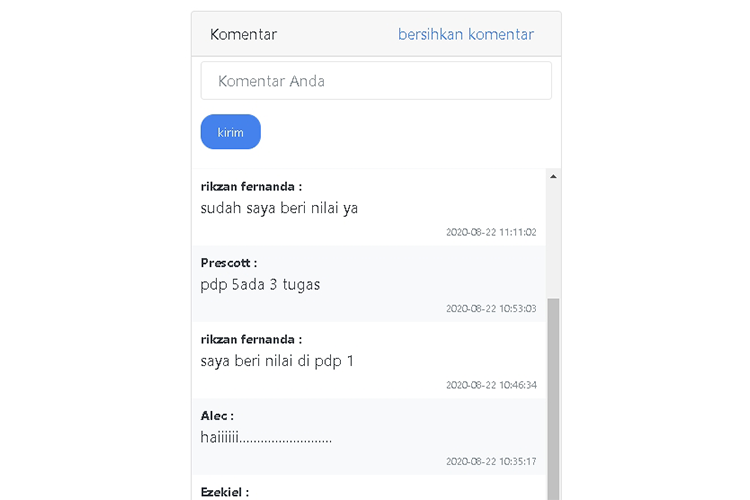 Komentar
bersihkan komentar
Komentar Anda
kirim
rikzan fernanda :
sudah saya beri nilai ya
2020-08-22 11:11:02
Prescott :
pdp 5ada 3 tugas
2020-08-22 10:53:03
rikzan fernanda :
saya beri nilai di pdp 1
2020-08-22 10:46:34
Alec :
haiiiiii..........................
2020-08-22 10:35:17
Ezekiel :